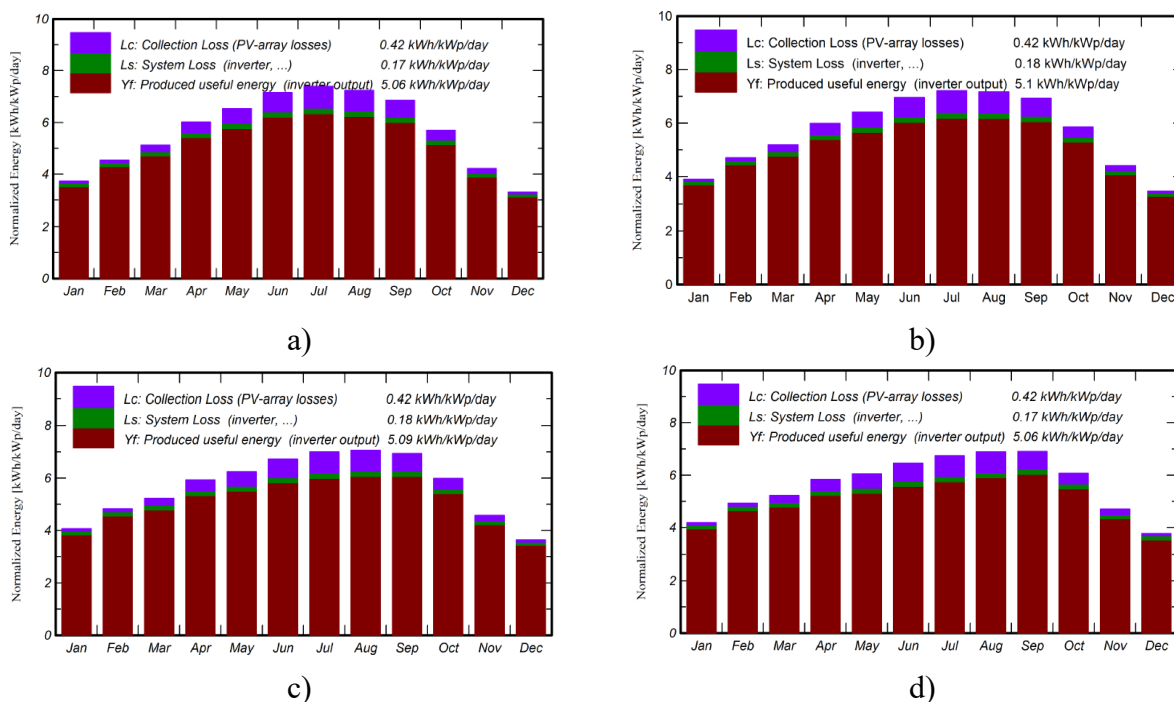 10
Lc: Collection Loss (PV-array losses) 0.42 kWh/kWp/day
Ls: System Loss (inverter, ...) 0.17 kWh/kWp/day
Yf: Produced useful energy (inverter output) 5.06 kWh/kWp/day
8
6
4
2
0
Normalized Energy [kWh/kWp/day]
Jan Feb Mar Apr May Jun Jul Aug Sep Oct Nov Dec
a)
10
Lc: Collection Loss (PV-array losses) 0.42 kWh/kWp/day
Ls: System Loss (inverter, ...) 0.18 kWh/kWp/day
Yf: Produced useful energy (inverter output) 5.1 kWh/kWp/day
8
6
4
2
0
Normalized Energy [kWh/kWp/day]
Jan Feb Mar Apr May Jun Jul Aug Sep Oct Nov Dec
b)
10
Lc: Collection Loss (PV-array losses) 0.42 kWh/kWp/day
Ls: System Loss (inverter, ...) 0.18 kWh/kWp/day
Yf: Produced useful energy (inverter output) 5.09 kWh/kWp/day
8
6
4
2
0
Normalized Energy [kWh/kWp/day]
Jan Feb Mar Apr May Jun Jul Aug Sep Oct Nov Dec
c)
10
Lc: Collection Loss (PV-array losses) 0.42 kWh/kWp/day
Ls: System Loss (inverter, ...) 0.17 kWh/kWp/day
Yf: Produced useful energy (inverter output) 5.06 kWh/kWp/day
8
6
4
2
0
Normalized Energy [kWh/kWp/day]
Jan Feb Mar Apr May Jun Jul Aug Sep Oct Nov Dec
d)